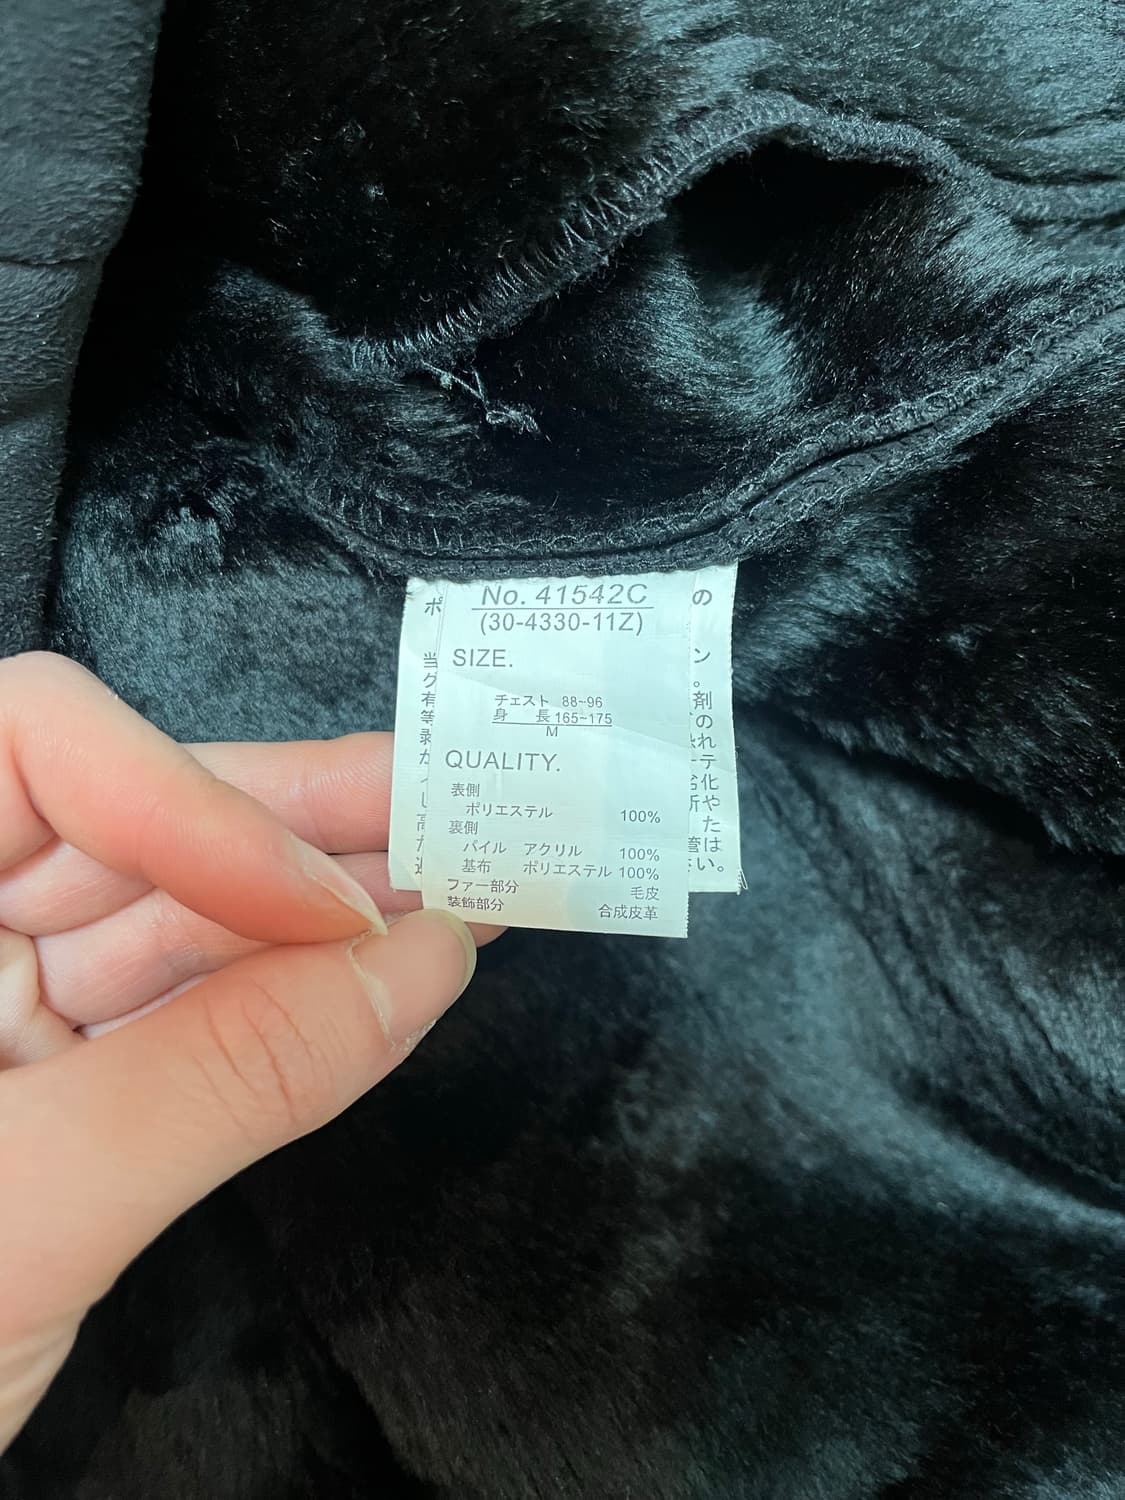 No. 41542C
(30-4330-11Z)
SIZE.
チェスト 88~96
身 長 165~175
M
QUALITY.
表側
ポリエステル 100%
裏側
パイル アクリル 100%
基布 ポリエステル 100%
ファー部分 毛皮
装飾部分 合成皮革